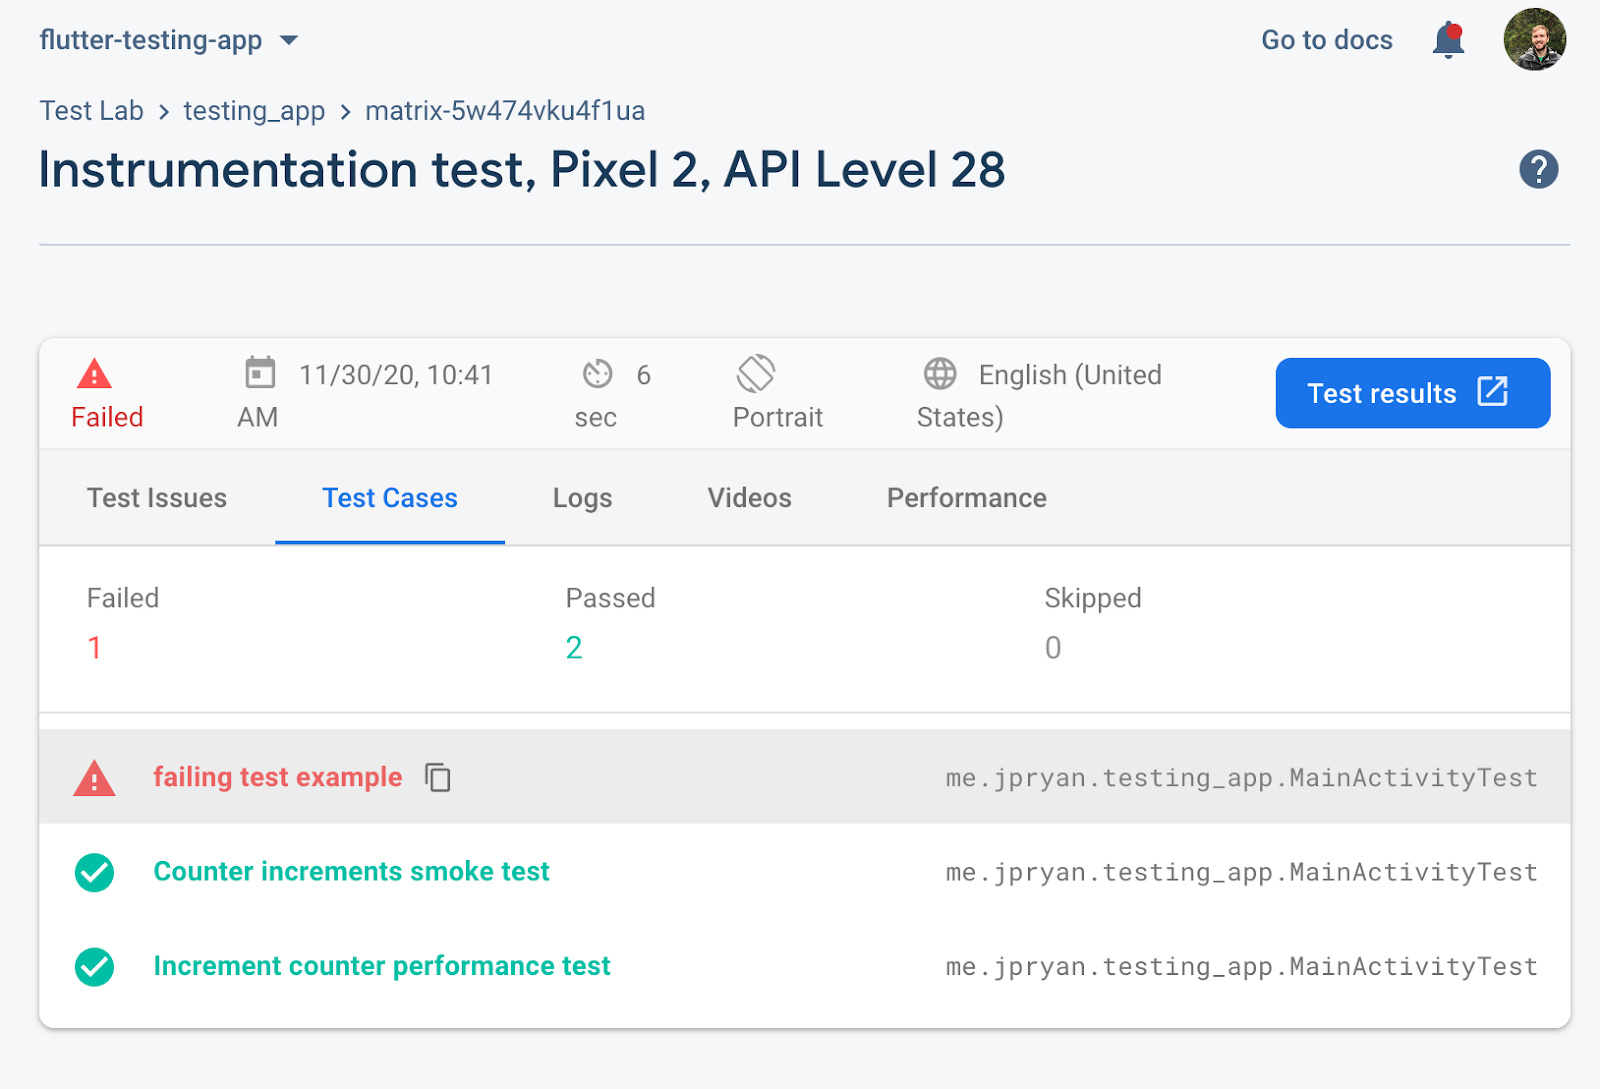 flutter-testing-app
Go to docs
Test Lab > testing_app > matrix-5w474vku4f1ua
Instrumentation test, Pixel 2, API Level 28
?
Failed
11/30/20, 10:41
AM
6
sec
Portrait
English (United
States)
Test results
Test Issues
Test Cases
Logs
Videos
Performance
Failed
Passed
Skipped
1
2
0
failing test example
me.jpryan.testing_app.MainActivityTest
Counter increments smoke test
me.jpryan.testing_app.MainActivityTest
Increment counter performance test
me.jpryan.testing_app.MainActivityTest